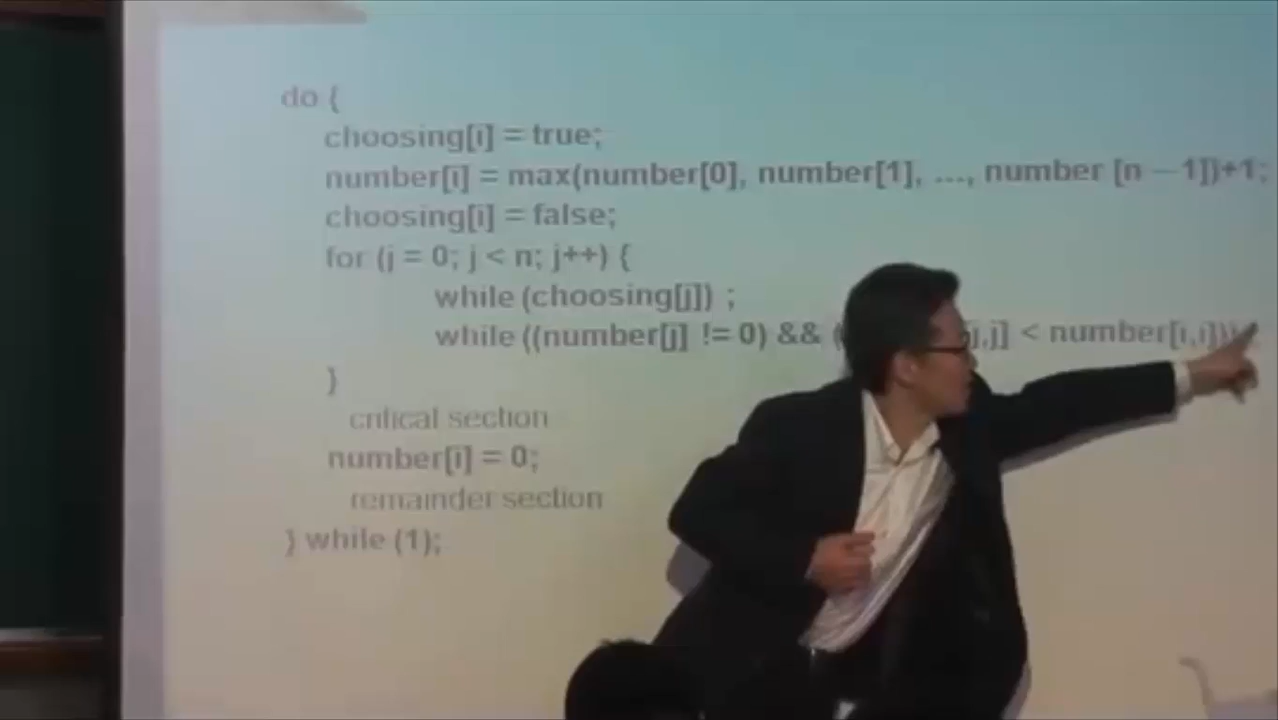 do {
choosing[i] = true;
number[i] = max(number[0], number[1], ..., number [n – 1])+1;
choosing[i] = false;
for (j = 0; j < n; j++) {
while (choosing[j]) ;
while ((number[j] != 0) && ( j,j] < number[i,i]))
}
critical section
number[i] = 0;
remainder section
} while (1);